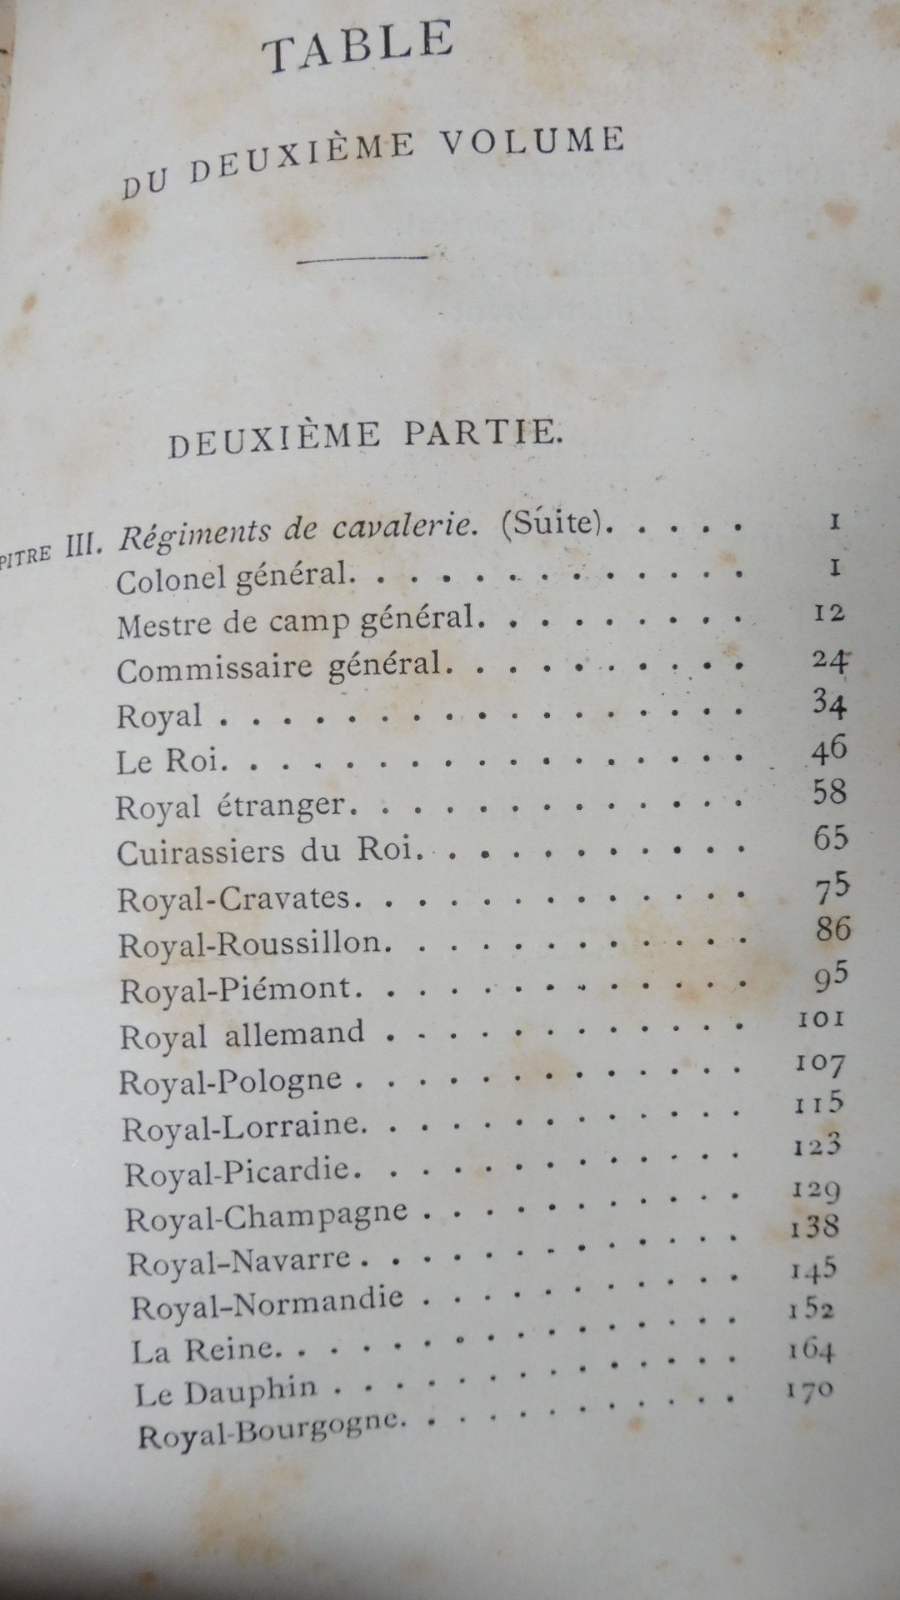 TABLE
DU DEUXIÈME VOLUME
DEUXIÈME PARTIE.
PITRE III. Régiments de cavalerie. (Suite). . . . . . 1
Colonel général. . . . . . . . . . . . . 1
Mestre de camp général. . . . . . . . . . 12
Commissaire général. . . . . . . . . . . 24
Royal . . . . . . . . . . . . . . . . . 34
Le Roi. . . . . . . . . . . . . . . . . 46
Royal étranger. . . . . . . . . . . . . 58
Cuirassiers du Roi. . . . . . . . . . . 65
Royal-Cravates. . . . . . . . . . . . . 75
Royal-Roussillon. . . . . . . . . . . . 86
Royal-Piémont. . . . . . . . . . . . . 95
Royal allemand . . . . . . . . . . . . 101
Royal-Pologne . . . . . . . . . . . . . 107
Royal-Lorraine. . . . . . . . . . . . . 115
Royal-Picardie. . . . . . . . . . . . . 123
Royal-Champagne . . . . . . . . . . . 129
Royal-Navarre . . . . . . . . . . . . . 138
Royal-Normandie . . . . . . . . . . . 145
La Reine. . . . . . . . . . . . . . . . 152
Le Dauphin . . . . . . . . . . . . . . 164
Royal-Bourgogne. . . . . . . . . . . . 170